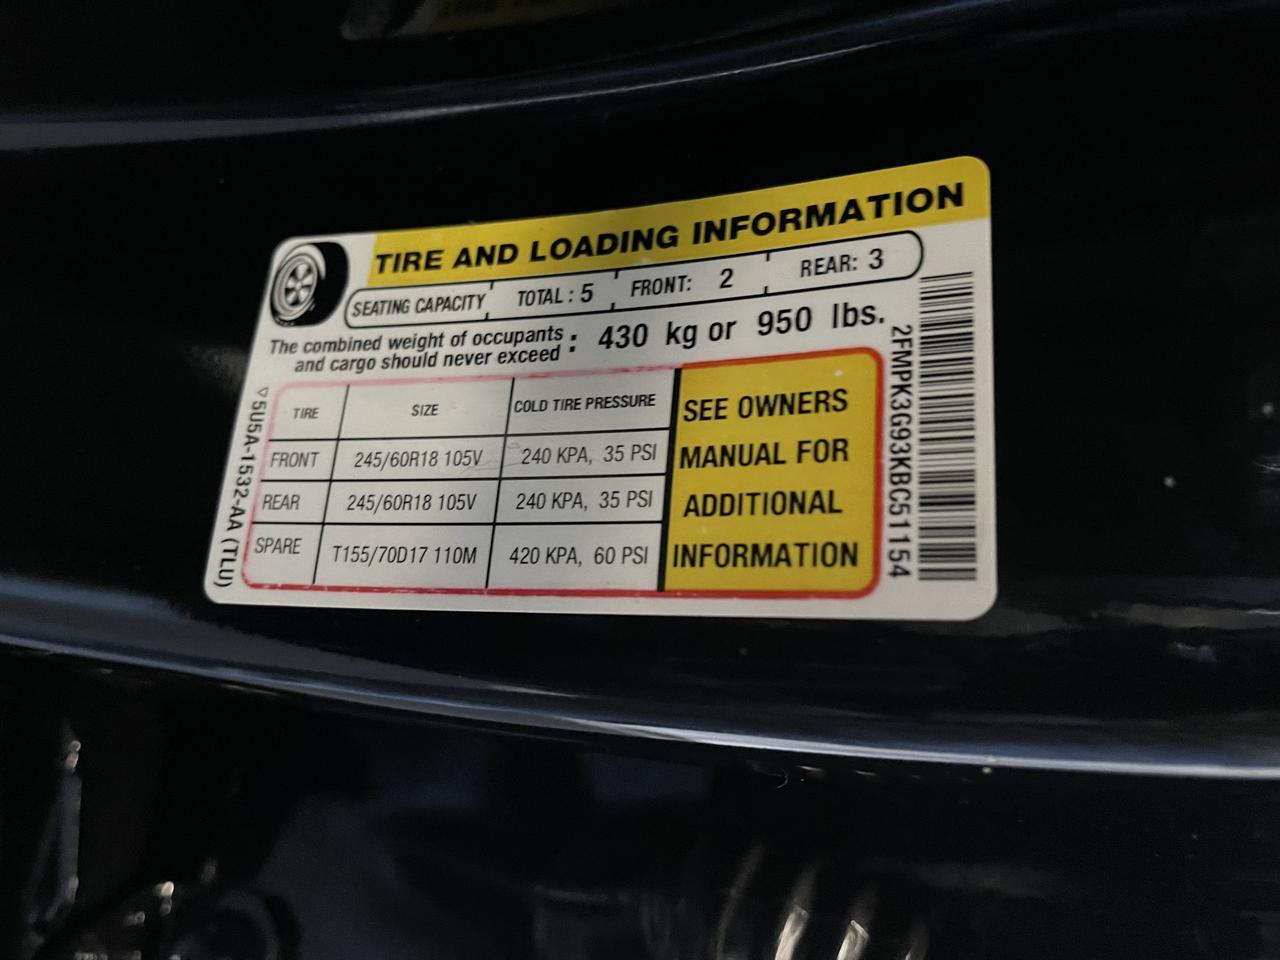 TIRE AND LOADING INFORMATION
SEATING CAPACITY TOTAL : 5 FRONT: 2 REAR: 3
The combined weight of occupants
and cargo should never exceed : 430 kg or 950 lbs.
TIRE SIZE COLD TIRE PRESSURE
FRONT 245/60R18 105V 240 KPA, 35 PSI
REAR 245/60R18 105V 240 KPA, 35 PSI
SPARE T155/70D17 110M 420 KPA, 60 PSI
SEE OWNERS
MANUAL FOR
ADDITIONAL
INFORMATION
5U5A-1532-AA (TLU)
2FMPK3G93KBC51154